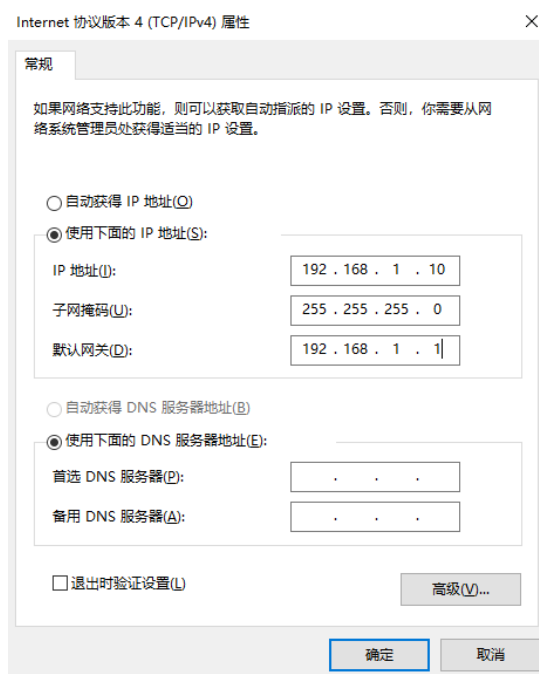 Internet 协议版本 4 (TCP/IPv4) 属性
常规
如果网络支持此功能，则可以获取自动指派的 IP 设置。否则，你需要从网
络系统管理员处获得适当的 IP 设置。
自动获得 IP 地址(O)
使用下面的 IP 地址(S):
IP 地址(I): 192 . 168 . 1 . 10
子网掩码(U): 255 . 255 . 255 . 0
默认网关(D): 192 . 168 . 1 . 1
自动获得 DNS 服务器地址(B)
使用下面的 DNS 服务器地址(E):
首选 DNS 服务器(P): . . .
备用 DNS 服务器(A): . . .
退出时验证设置(L)
高级(V)...
确定 取消